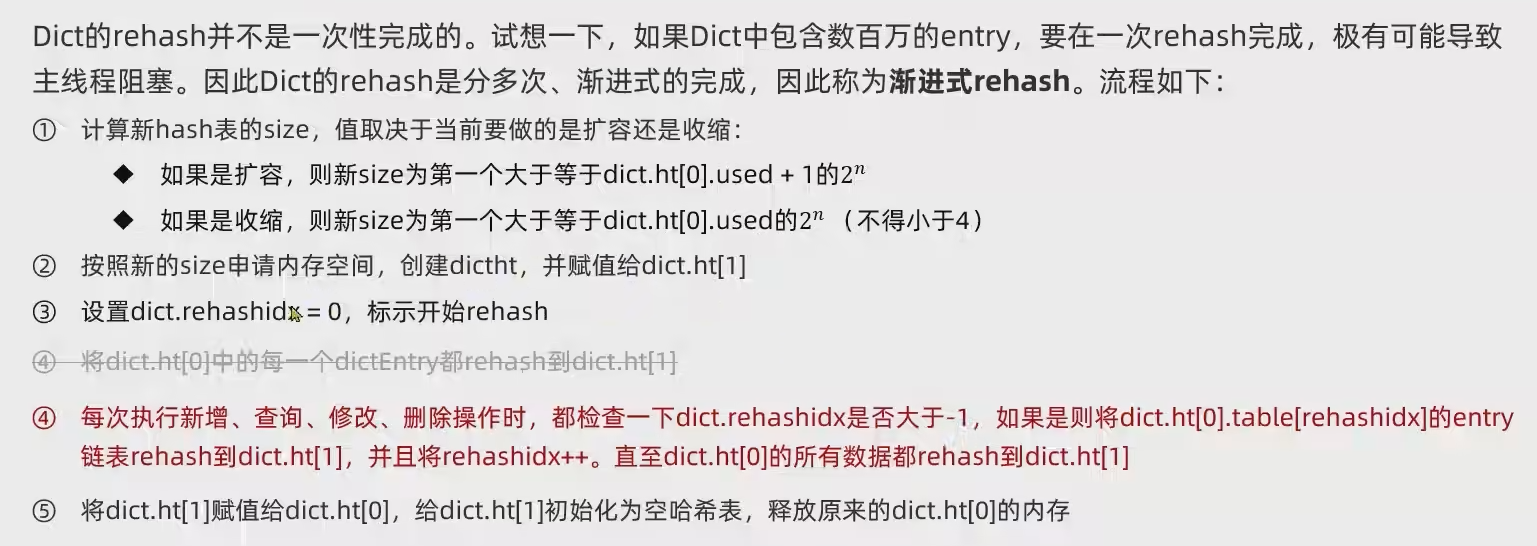 Dict的rehash并不是一次性完成的。试想一下，如果Dict中包含数百万的entry，要在一次rehash完成，极有可能导致
主线程阻塞。因此Dict的rehash是分多次、渐进式的完成，因此称为渐进式rehash。流程如下：
① 计算新hash表的size，值取决于当前要做的是扩容还是收缩：
◆ 如果是扩容，则新size为第一个大于等于dict.ht[0].used + 1的2ⁿ
◆ 如果是收缩，则新size为第一个大于等于dict.ht[0].used的2ⁿ （不得小于4）
② 按照新的size申请内存空间，创建dictht，并赋值给dict.ht[1]
③ 设置dict.rehashidx = 0，标示开始rehash
④ 将dict.ht[0]中的每一个dictEntry都rehash到dict.ht[1]
④ 每次执行新增、查询、修改、删除操作时，都检查一下dict.rehashidx是否大于-1，如果是则将dict.ht[0].table[rehashidx]的entry
链表rehash到dict.ht[1]，并且将rehashidx++。直至dict.ht[0]的所有数据都rehash到dict.ht[1]
⑤ 将dict.ht[1]赋值给dict.ht[0]，给dict.ht[1]初始化为空哈希表，释放原来的dict.ht[0]的内存